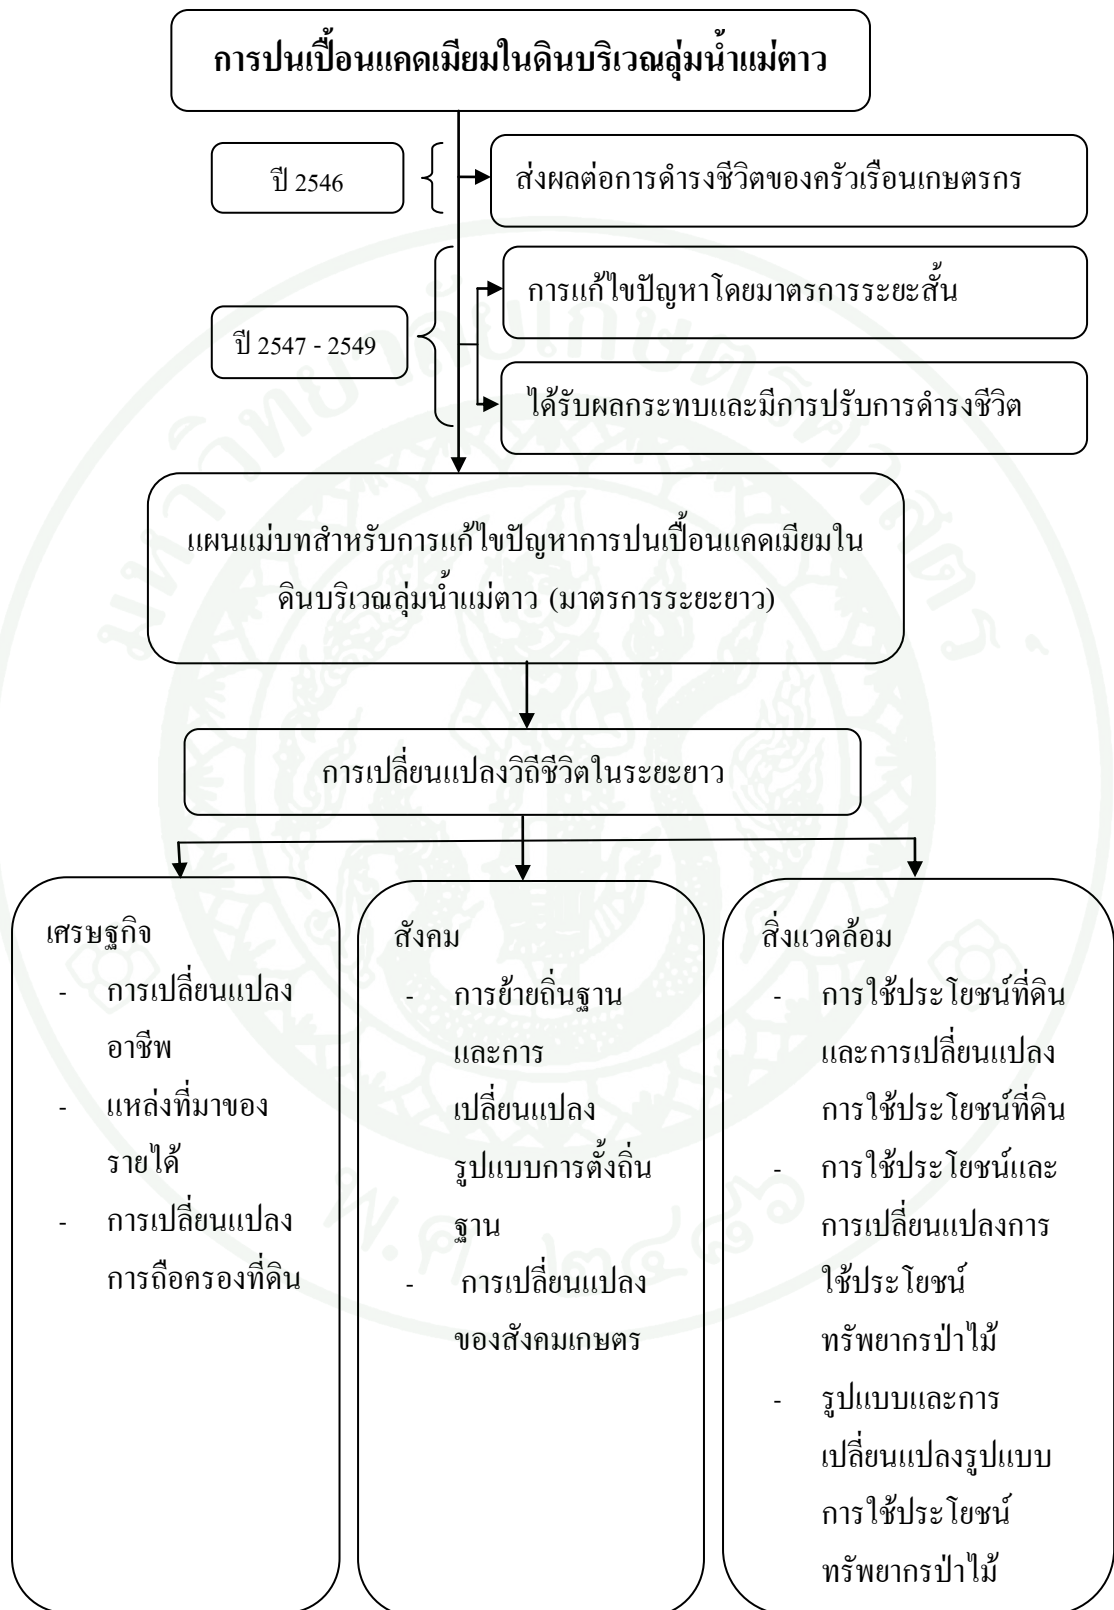 การปนเปื้อนแคดเมียมในดินบริเวณลุ่มน้ำแม่ตาว
ปี 2546
ส่งผลต่อการดำรงชีวิตของครัวเรือนเกษตรกร
การแก้ไขปัญหาโดยมาตรการระยะสั้น
ปี 2547 - 2549
ได้รับผลกระทบและมีการปรับการดำรงชีวิต
แผนแม่บทสำหรับการแก้ไขปัญหาการปนเปื้อนแคดเมียมใน
ดินบริเวณลุ่มน้ำแม่ตาว (มาตรการระยะยาว)
การเปลี่ยนแปลงวิถีชีวิตในระยะยาว
เศรษฐกิจ
- การเปลี่ยนแปลง
อาชีพ
- แหล่งที่มาของ
รายได้
- การเปลี่ยนแปลง
การถือครองที่ดิน
สังคม
- การย้ายถิ่นฐาน
และการ
เปลี่ยนแปลง
รูปแบบการตั้งถิ่น
ฐาน
- การเปลี่ยนแปลง
ของสังคมเกษตร
สิ่งแวดล้อม
- การใช้ประโยชน์ที่ดิน
และการเปลี่ยนแปลง
การใช้ประโยชน์ที่ดิน
- การใช้ประโยชน์และ
การเปลี่ยนแปลงการ
ใช้ประโยชน์
ทรัพยากรป่าไม้
- รูปแบบและการ
เปลี่ยนแปลงรูปแบบ
การใช้ประโยชน์
ทรัพยากรป่าไม้
มหาวิทยาลัยเกษตรศาสตร์
พ.ศ. ๒๔๘๖